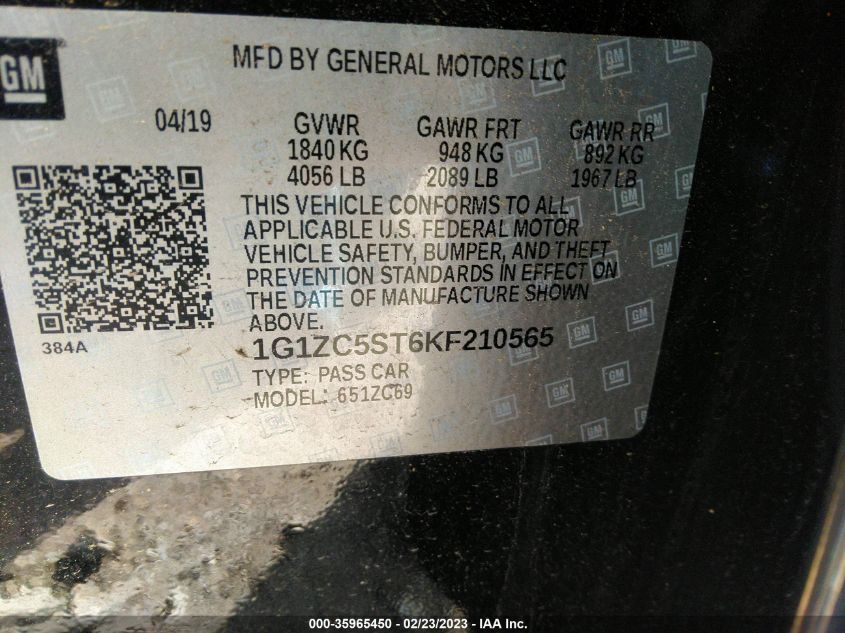 GM
MFD BY GENERAL MOTORS LLC
04/19 GVWR GAWR FRT GAWR RR
1840 KG 948 KG 892 KG
4056 LB 2089 LB 1967 LB
THIS VEHICLE CONFORMS TO ALL
APPLICABLE U.S. FEDERAL MOTOR
VEHICLE SAFETY, BUMPER, AND THEFT
PREVENTION STANDARDS IN EFFECT ON
THE DATE OF MANUFACTURE SHOWN
ABOVE.
384A
1G1ZC5ST6KF210565
TYPE: PASS CAR
MODEL: 651ZC69
000-35965450 - 02/23/2023 - IAA Inc.